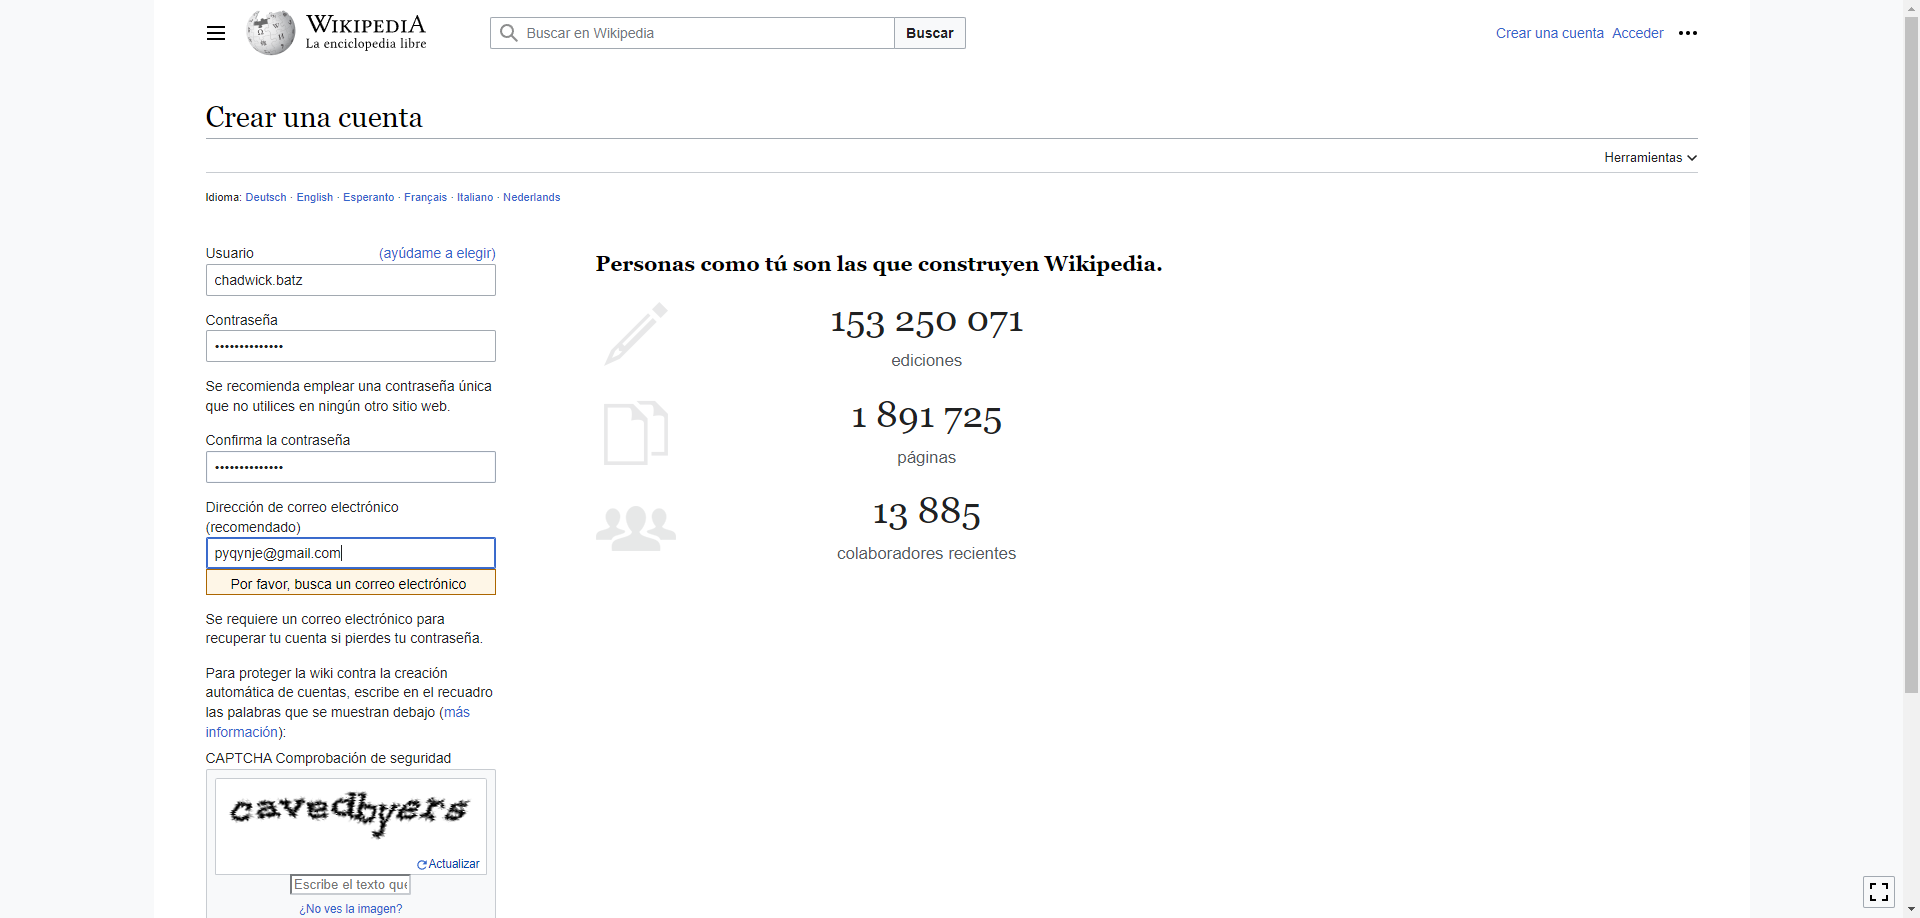 WIKIPEDIA
La enciclopedia libre
Buscar en Wikipedia
Buscar
Crear una cuenta Acceder
Crear una cuenta
Herramientas
Idioma: Deutsch · English · Esperanto · Français · Italiano · Nederlands
Usuario (ayúdame a elegir)
chadwick.batz
Contraseña
••••••••••••••
Se recomienda emplear una contraseña única
que no utilices en ningún otro sitio web.
Confirma la contraseña
••••••••••••••
Dirección de correo electrónico
(recomendado)
pyqynje@gmail.com
Por favor, busca un correo electrónico
Se requiere un correo electrónico para
recuperar tu cuenta si pierdes tu contraseña.
Para proteger la wiki contra la creación
automática de cuentas, escribe en el recuadro
las palabras que se muestran debajo (más
información):
CAPTCHA Comprobación de seguridad
cavedbyers
Actualizar
Escribe el texto que
¿No ves la imagen?
Personas como tú son las que construyen Wikipedia.
153 250 071
ediciones
1 891 725
páginas
13 885
colaboradores recientes